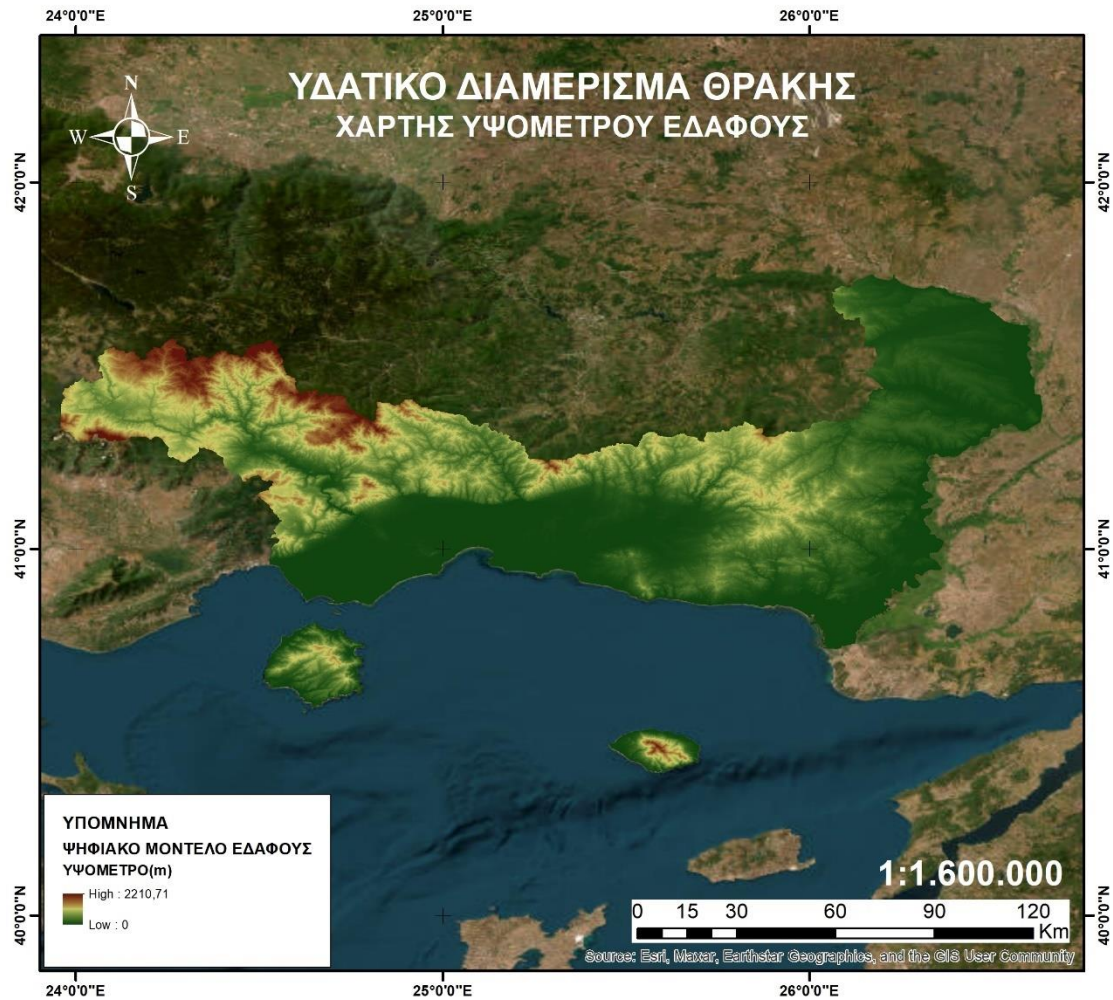 24°0'0"E 25°0'0"E 26°0'0"E
ΥΔΑΤΙΚΟ ΔΙΑΜΕΡΙΣΜΑ ΘΡΑΚΗΣ
ΧΑΡΤΗΣ ΥΨΟΜΕΤΡΟΥ ΕΔΑΦΟΥΣ
N
W E
S
42°0'0"N 42°0'0"N
41°0'0"N 41°0'0"N
40°0'0"N 40°0'0"N
ΥΠΟΜΝΗΜΑ
ΨΗΦΙΑΚΟ ΜΟΝΤΕΛΟ ΕΔΑΦΟΥΣ
ΥΨΟΜΕΤΡΟ(m)
High : 2210,71
Low : 0
1:1.600.000
0 15 30 60 90 120
Km
Source: Esri, Maxar, Earthstar Geographics, and the GIS User Community
24°0'0"E 25°0'0"E 26°0'0"E